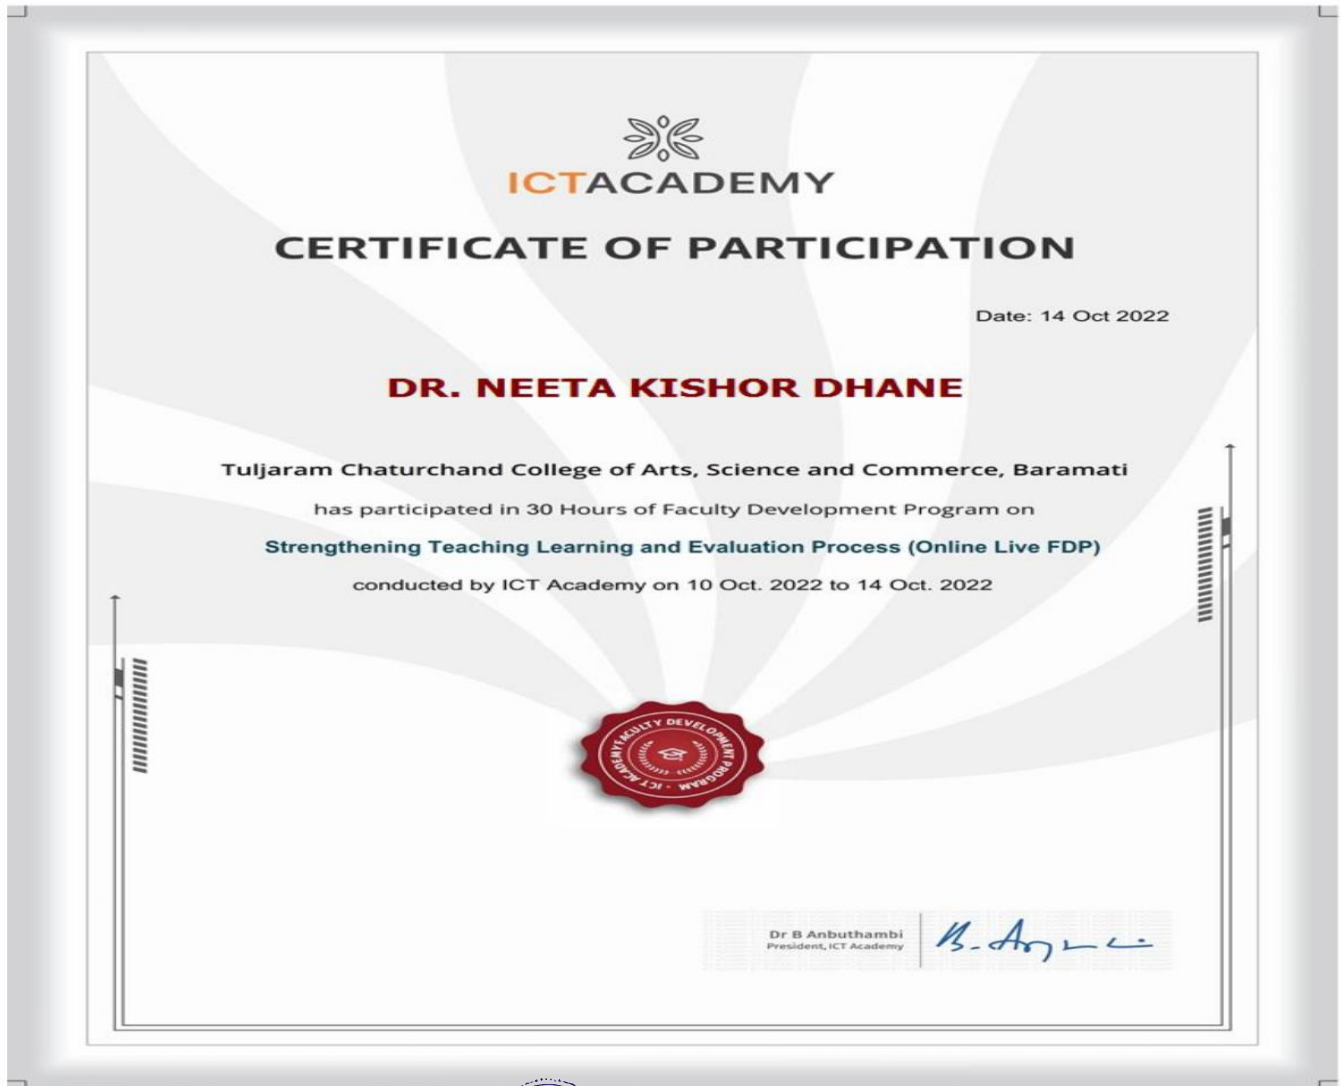 ICTACADEMY
CERTIFICATE OF PARTICIPATION
Date: 14 Oct 2022
DR. NEETA KISHOR DHANE
Tuljaram Chaturchand College of Arts, Science and Commerce, Baramati
has participated in 30 Hours of Faculty Development Program on
Strengthening Teaching Learning and Evaluation Process (Online Live FDP)
conducted by ICT Academy on 10 Oct. 2022 to 14 Oct. 2022
FACULTY DEVELOPMENT PROGRAM - ICT ACADEMY
Dr B Anbuthambi
President, ICT Academy